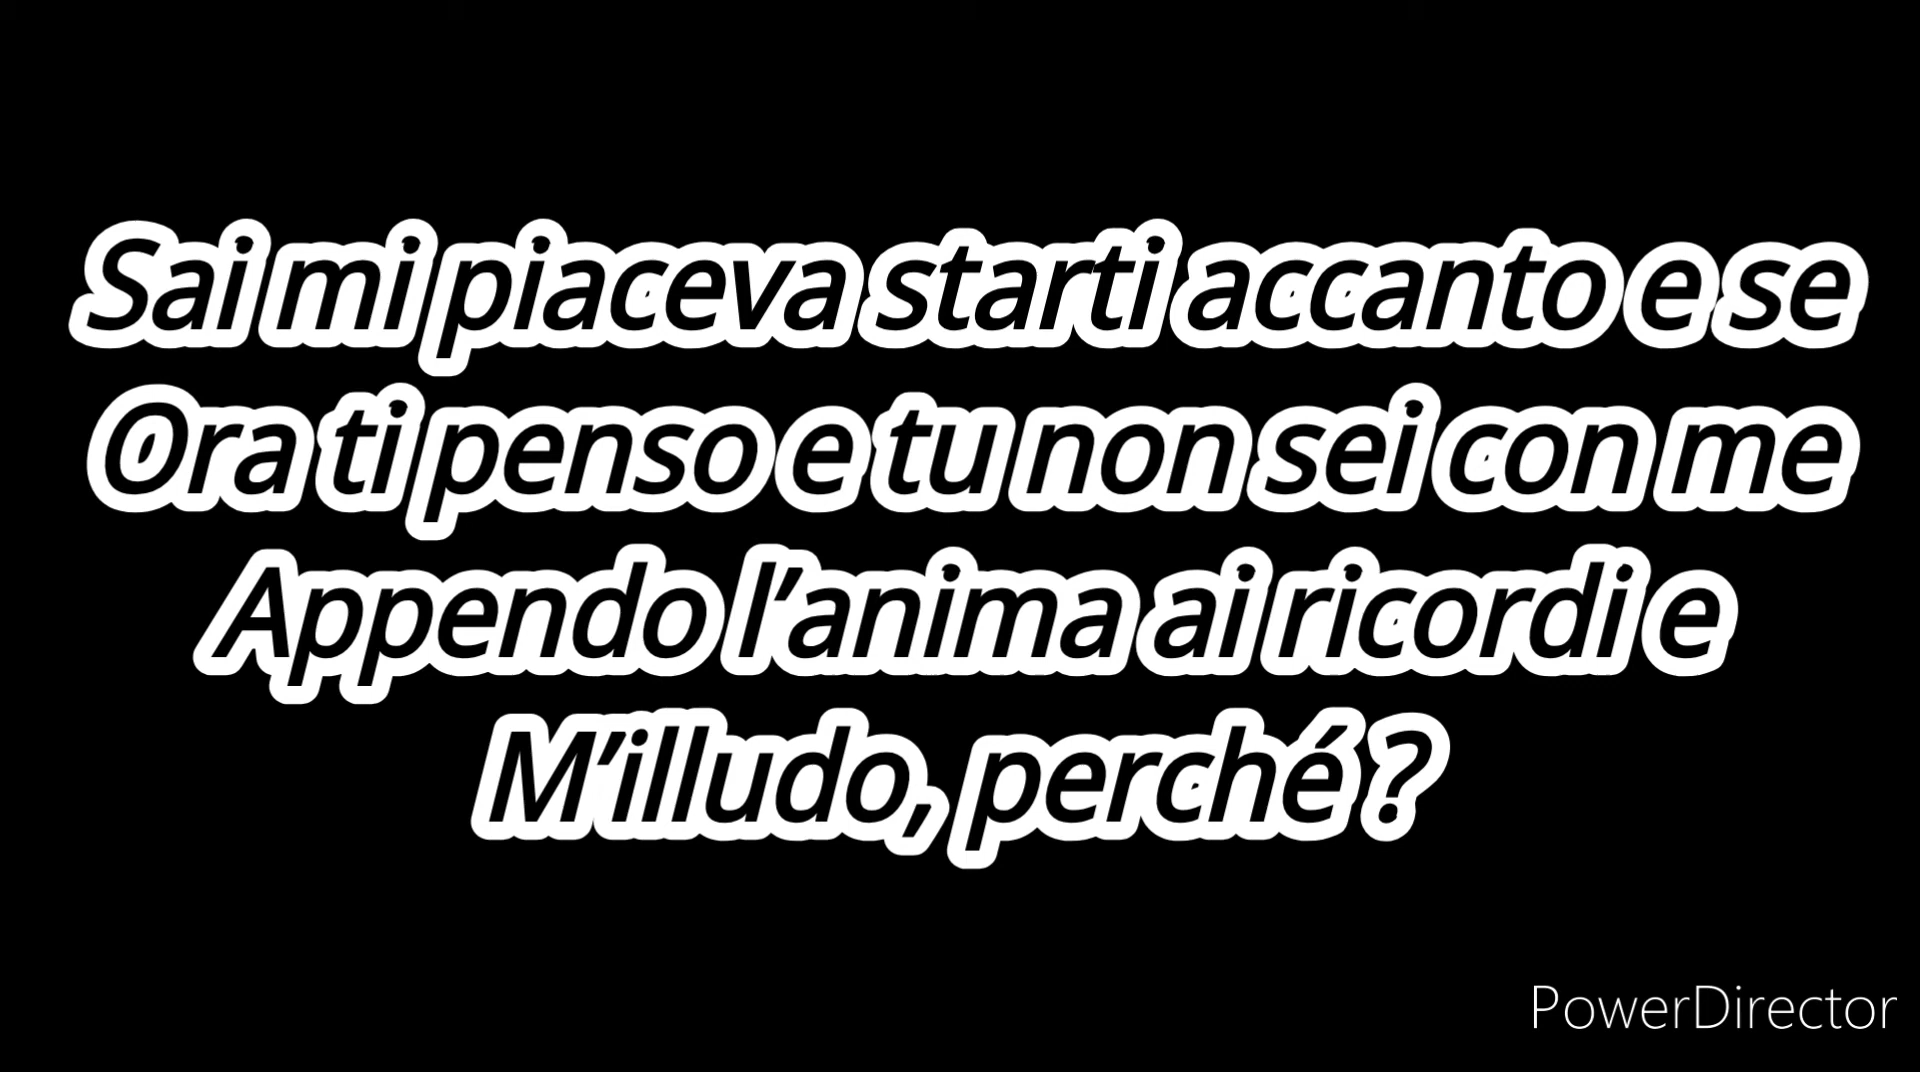 Sai mi piaceva starti accanto e se
Ora ti penso e tu non sei con me
Appendo l’anima ai ricordi e
M’illudo, perché ?
PowerDirector